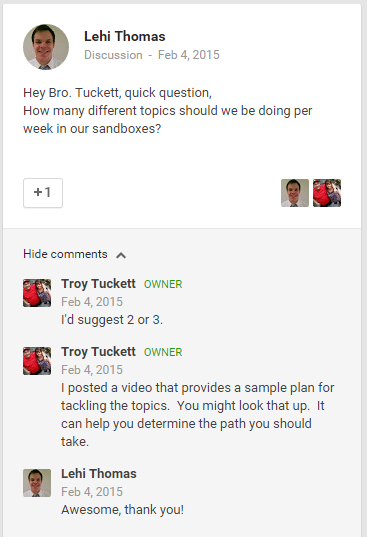 Lehi Thomas
Discussion - Feb 4, 2015
Hey Bro. Tuckett, quick question,
How many different topics should we be doing per
week in our sandboxes?
+1
Hide comments
Troy Tuckett OWNER
Feb 4, 2015
I'd suggest 2 or 3.
Troy Tuckett OWNER
Feb 4, 2015
I posted a video that provides a sample plan for
tackling the topics.  You might look that up.  It
can help you determine the path you should
take.
Lehi Thomas
Feb 4, 2015
Awesome, thank you!